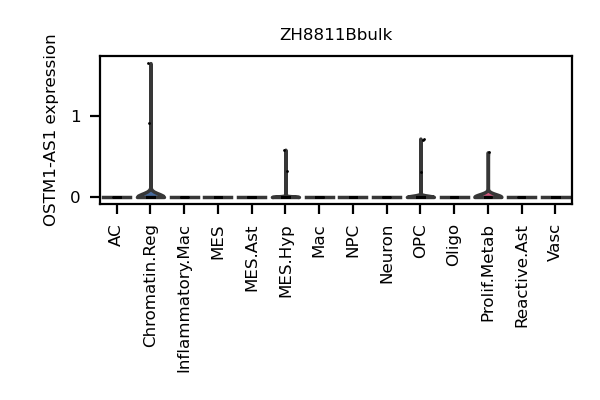 ZH8811Bbulk
OSTM1-AS1 expression
1
0
AC
Chromatin.Reg
Inflammatory.Mac
MES
MES.Ast
MES.Hyp
Mac
NPC
Neuron
OPC
Oligo
Prolif.Metab
Reactive.Ast
Vasc